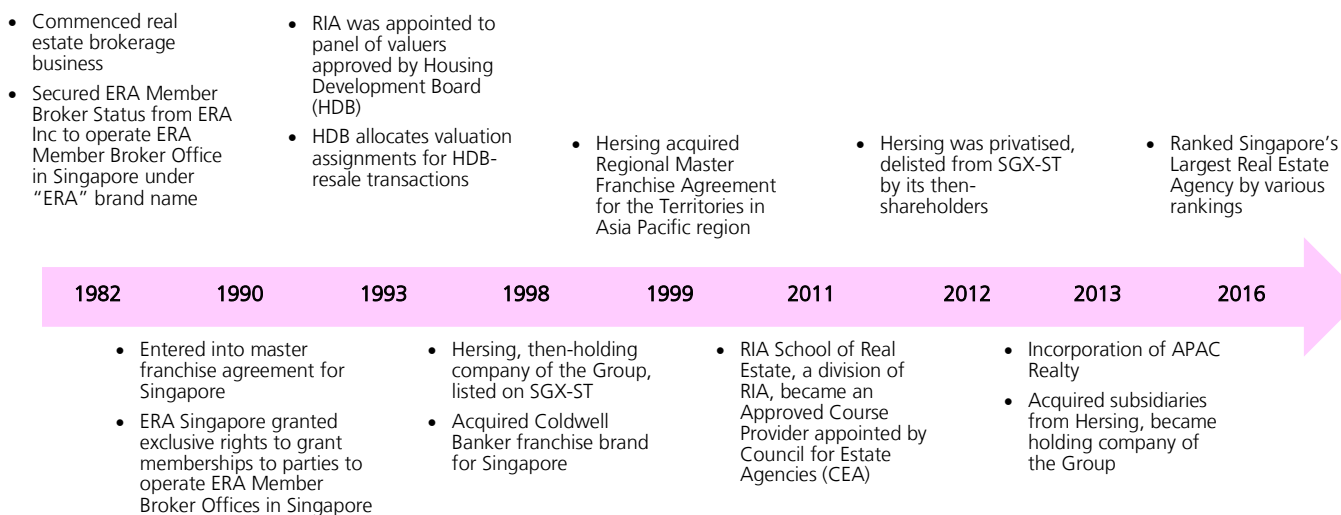 • Commenced real
estate brokerage
business
• Secured ERA Member
Broker Status from ERA
Inc to operate ERA
Member Broker Office
in Singapore under
“ERA” brand name
• RIA was appointed to
panel of valuers
approved by Housing
Development Board
(HDB)
• HDB allocates valuation
assignments for HDB-
resale transactions
• Hersing acquired
Regional Master
Franchise Agreement
for the Territories in
Asia Pacific region
• Hersing was privatised,
delisted from SGX-ST
by its then-
shareholders
• Ranked Singapore’s
Largest Real Estate
Agency by various
rankings
1982 1990 1993 1998 1999 2011 2012 2013 2016
• Entered into master
franchise agreement for
Singapore
• ERA Singapore granted
exclusive rights to grant
memberships to parties to
operate ERA Member
Broker Offices in Singapore
• Hersing, then-holding
company of the Group,
listed on SGX-ST
• Acquired Coldwell
Banker franchise brand
for Singapore
• RIA School of Real
Estate, a division of
RIA, became an
Approved Course
Provider appointed by
Council for Estate
Agencies (CEA)
• Incorporation of APAC
Realty
• Acquired subsidiaries
from Hersing, became
holding company of
the Group